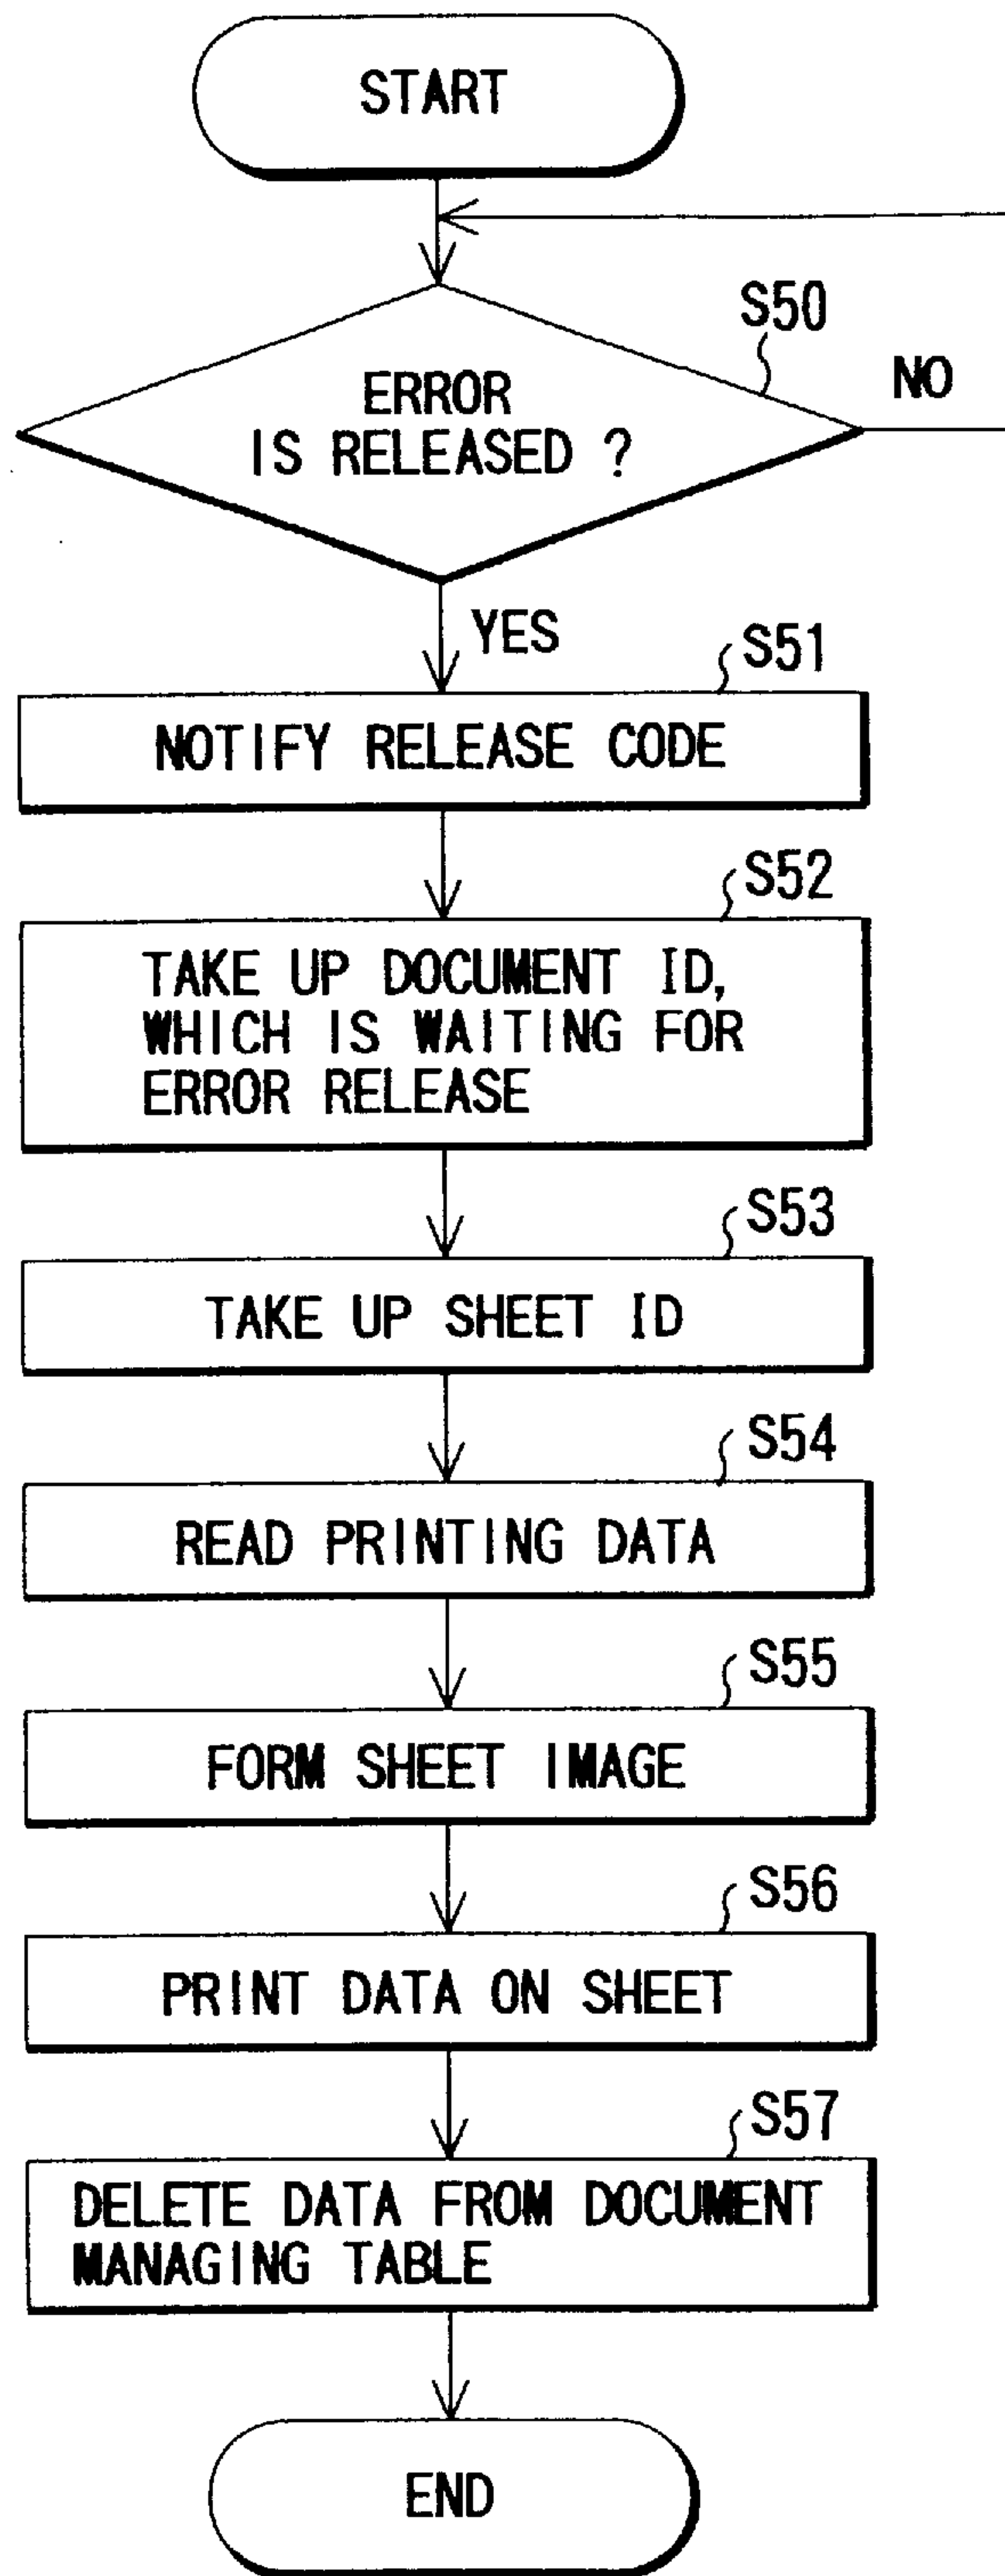 START
S50
ERROR
IS RELEASED ?
NO
YES
S51
NOTIFY RELEASE CODE
S52
TAKE UP DOCUMENT ID,
WHICH IS WAITING FOR
ERROR RELEASE
S53
TAKE UP SHEET ID
S54
READ PRINTING DATA
S55
FORM SHEET IMAGE
S56
PRINT DATA ON SHEET
S57
DELETE DATA FROM DOCUMENT
MANAGING TABLE
END